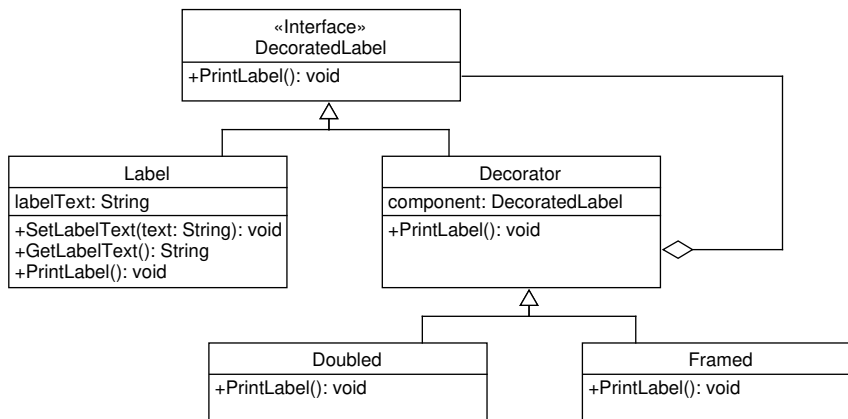 «Interface»
DecoratedLabel
+PrintLabel(): void
Label
labelText: String
+SetLabelText(text: String): void
+GetLabelText(): String
+PrintLabel(): void
Decorator
component: DecoratedLabel
+PrintLabel(): void
Doubled
+PrintLabel(): void
Framed
+PrintLabel(): void